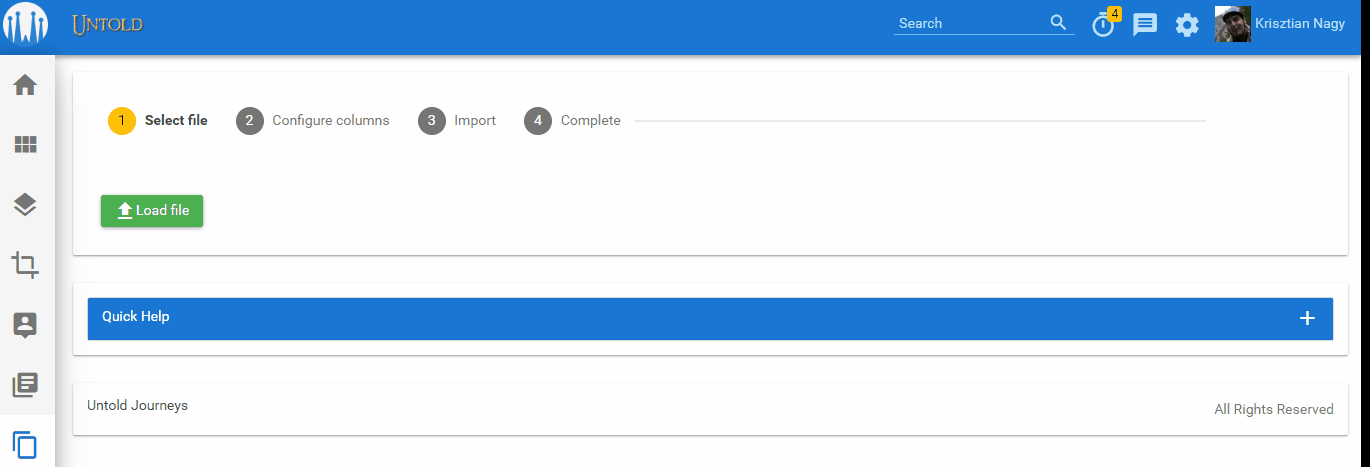 UNTOLD
Search
4
Krisztian Nagy
1 Select file 2 Configure columns 3 Import 4 Complete
Load file
Quick Help
Untold Journeys
All Rights Reserved